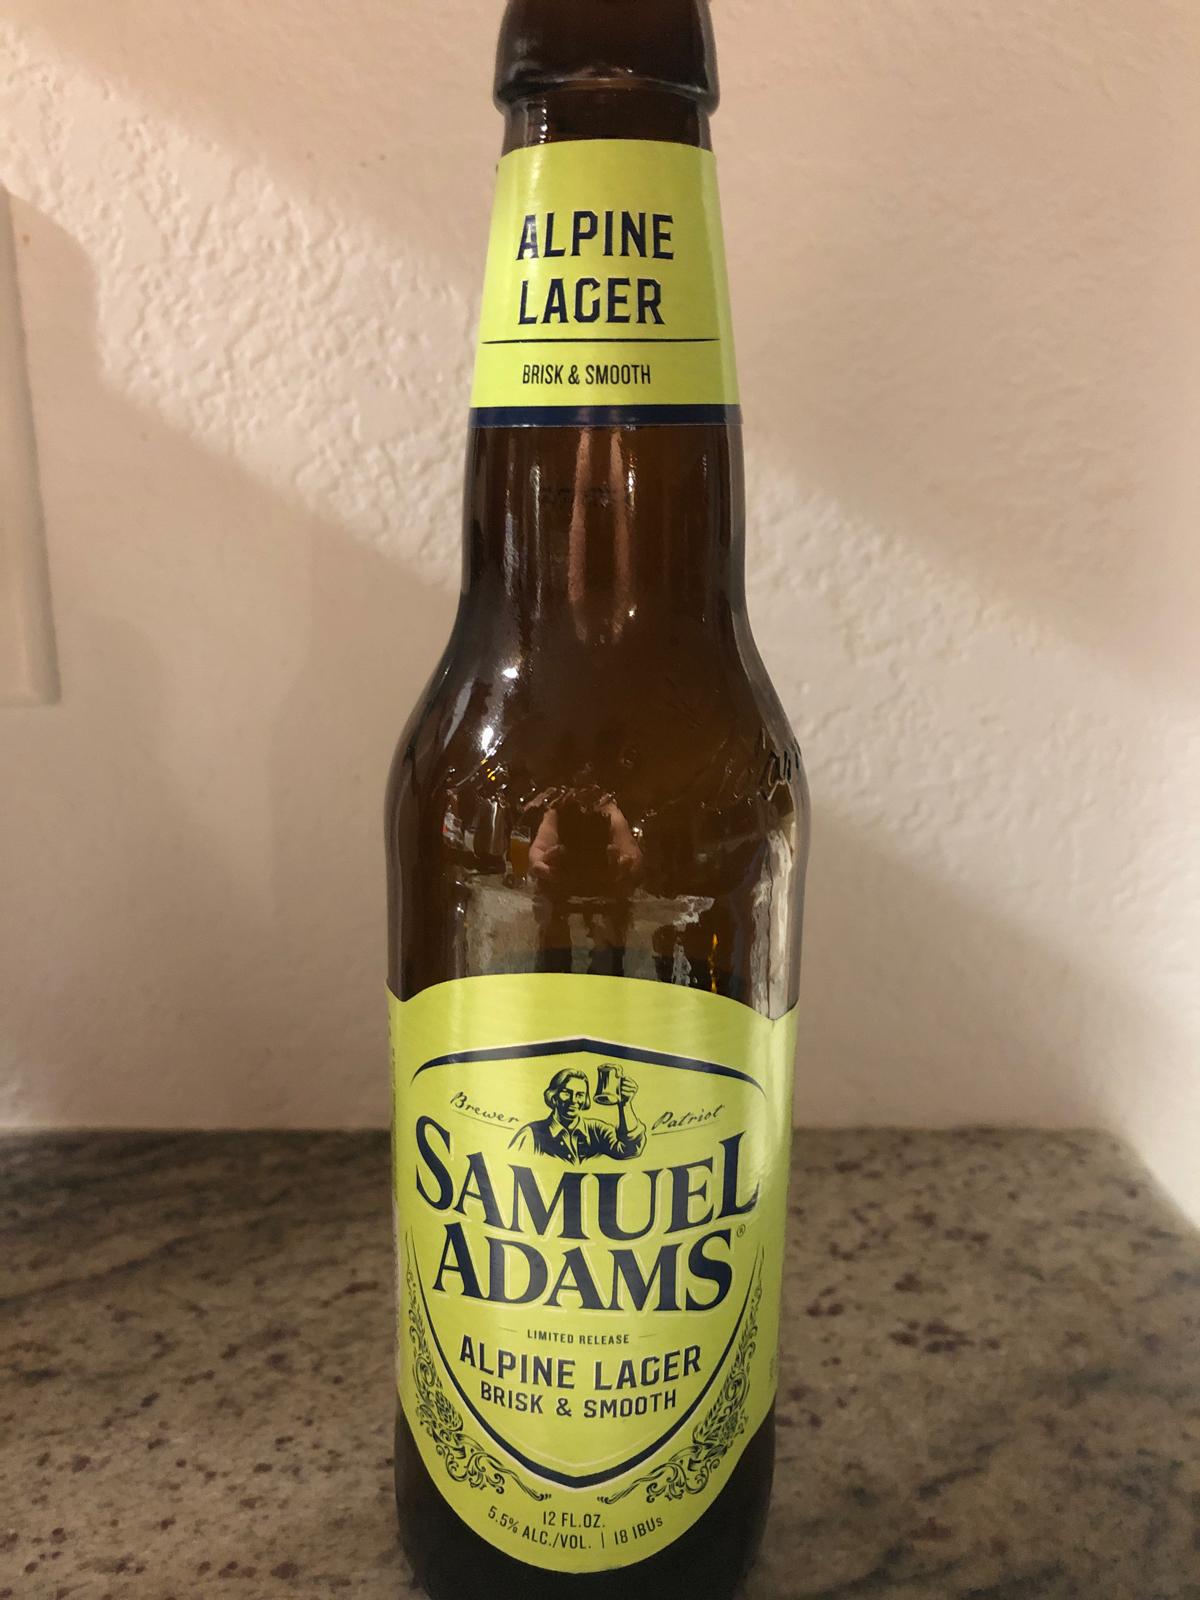 ALPINE
LAGER
BRISK & SMOOTH
Brewer Patriot
SAMUEL
ADAMS®
LIMITED RELEASE
ALPINE LAGER
BRISK & SMOOTH
12 FL.OZ.
5.5% ALC./VOL. | 18 IBUs